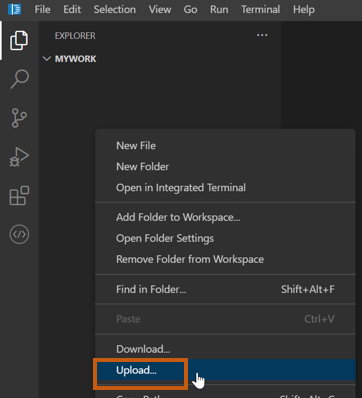 File Edit Selection View Go Run Terminal Help
EXPLORER ...
MYWORK
New File
New Folder
Open in Integrated Terminal
Add Folder to Workspace...
Open Folder Settings
Remove Folder from Workspace
Find in Folder... Shift+Alt+F
Paste Ctrl+V
Download...
Upload...